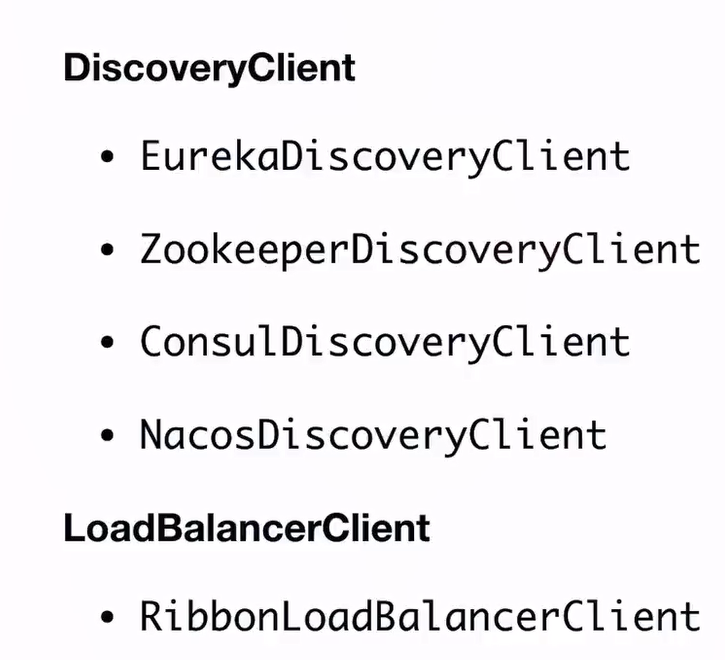 DiscoveryClient
• EurekaDiscoveryClient
• ZookeeperDiscoveryClient
• ConsulDiscoveryClient
• NacosDiscoveryClient
LoadBalancerClient
• RibbonLoadBalancerClient